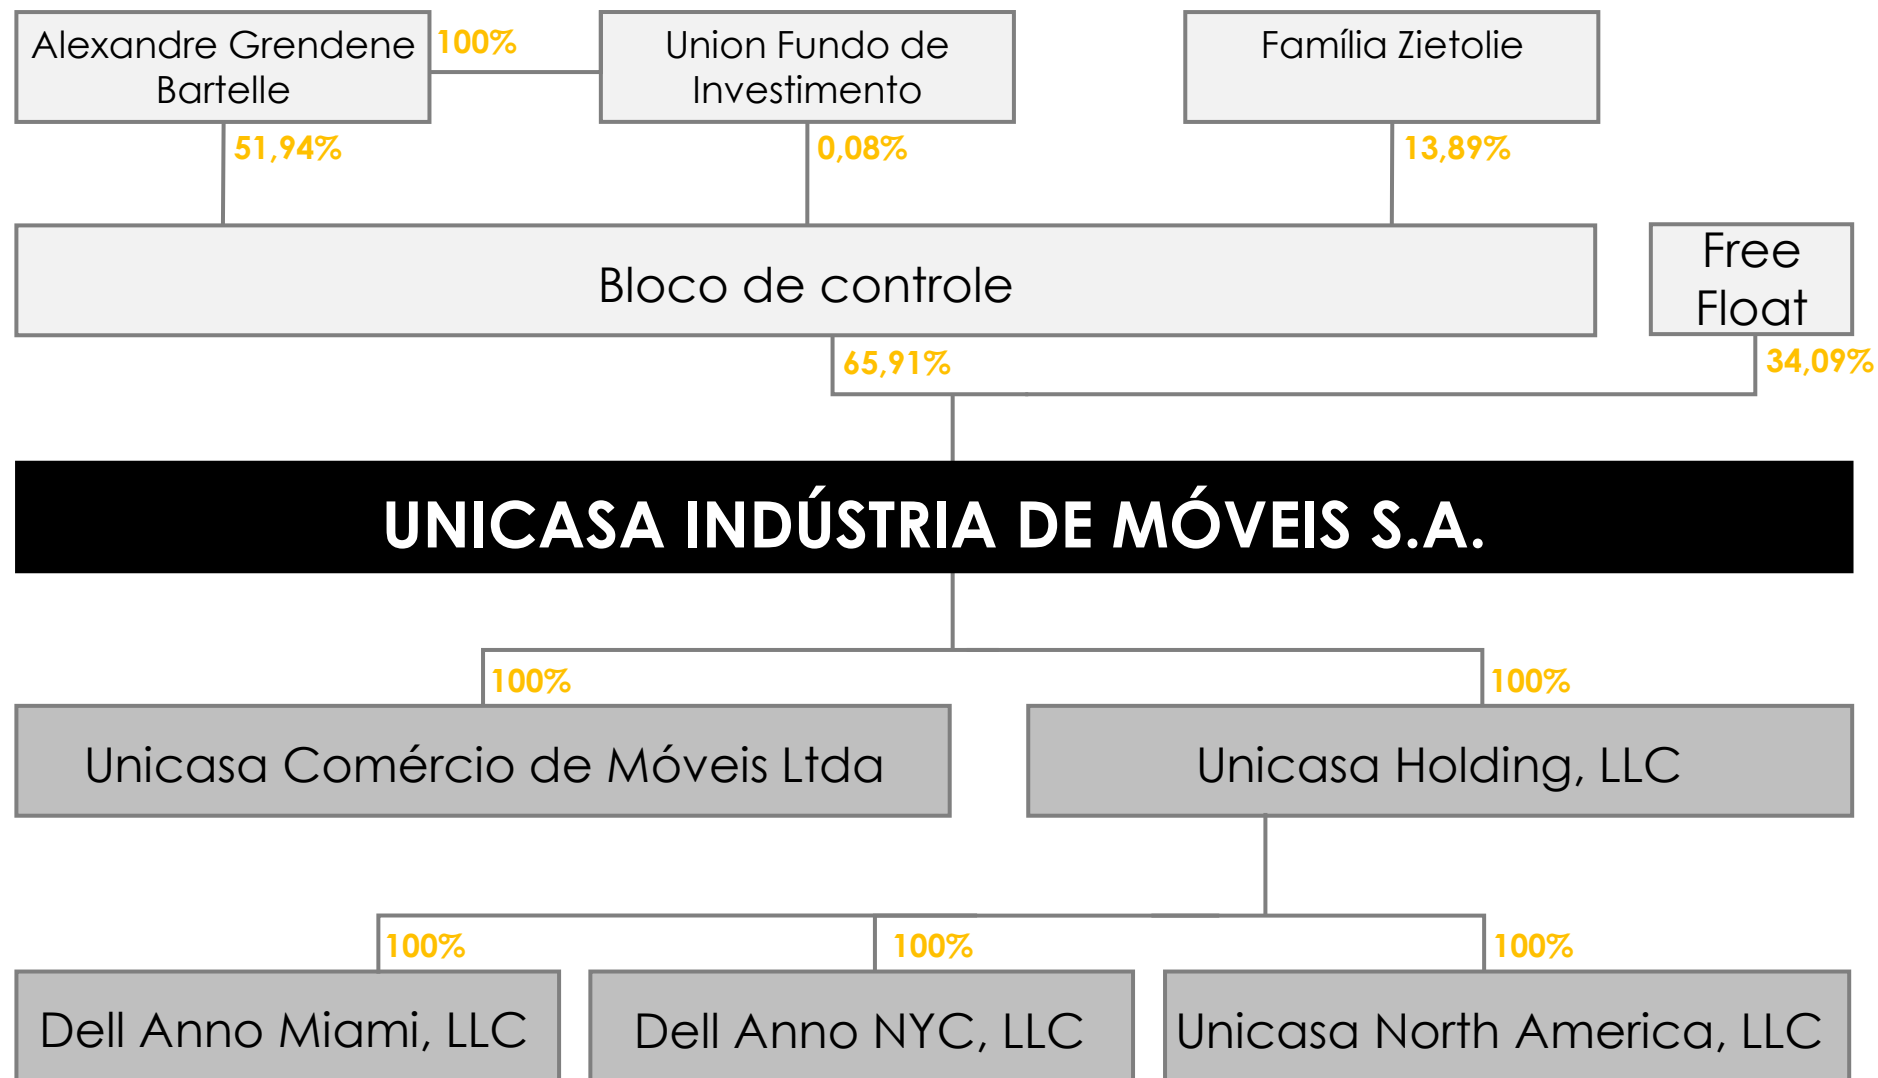 Alexandre Grendene
Bartelle
100%
Union Fundo de
Investimento
Família Zietolie
51,94%
0,08%
13,89%
Bloco de controle
Free
Float
65,91%
34,09%
UNICASA INDÚSTRIA DE MÓVEIS S.A.
100%
100%
Unicasa Comércio de Móveis Ltda
Unicasa Holding, LLC
100%
100%
100%
Dell Anno Miami, LLC
Dell Anno NYC, LLC
Unicasa North America, LLC